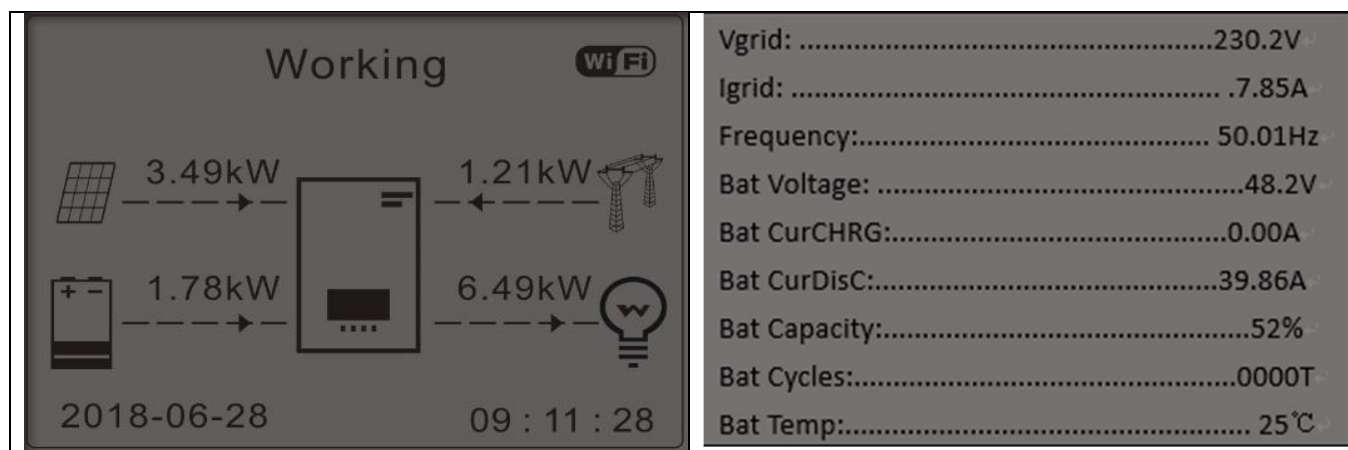 Working
WiFi
3.49kW
1.21kW
+ -
1.78kW
6.49kW
W
2018-06-28
09 : 11 : 28
Vgrid: .....................................................230.2V
Igrid: ....................................................... .7.85A
Frequency:............................................. 50.01Hz
Bat Voltage: ...............................................48.2V
Bat CurCHRG:...........................................0.00A
Bat CurDisC:............................................39.86A
Bat Capacity:...............................................52%
Bat Cycles:.................................................0000T
Bat Temp:.................................................... 25℃